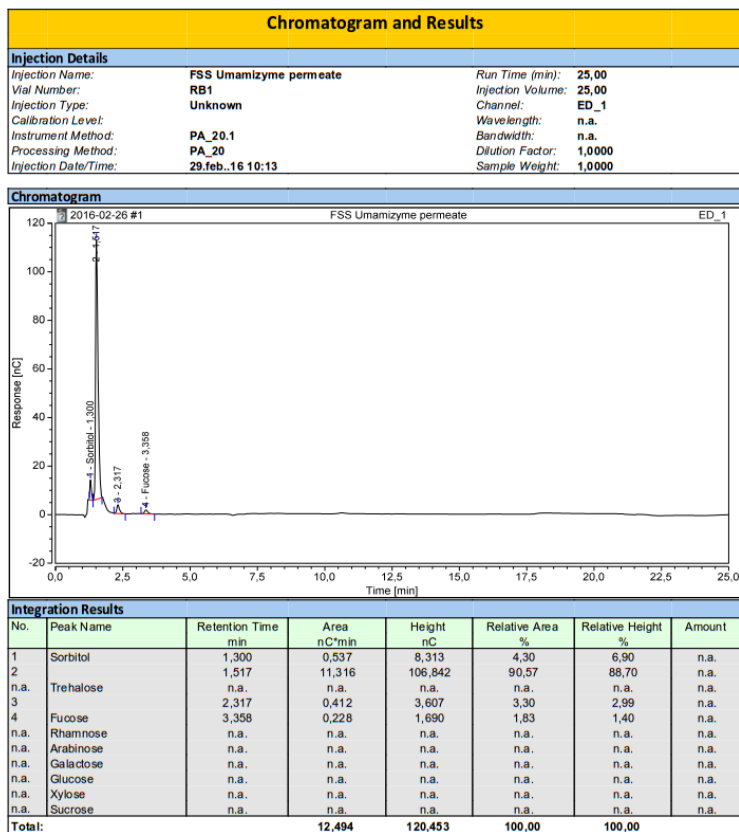 Chromatogram and Results
Injection Details
Injection Name: FSS Umamizyme permeate Run Time (min): 25,00
Vial Number: RB1 Injection Volume: 25,00
Injection Type: Unknown Channel: ED_1
Calibration Level: Wavelength: n.a.
Instrument Method: PA_20.1 Bandwidth: n.a.
Processing Method: PA_20 Dilution Factor: 1,0000
Injection Date/Time: 29.feb..16 10:13 Sample Weight: 1,0000
Chromatogram
2016-02-26 #1 FSS Umamizyme permeate ED_1
120
100
80
60
40
20
0
-20
Response [nC]
1 - Sorbitol - 1,300
2 - 1,517
3 - 2,317
4 - Fucose - 3,358
0,0 2,5 5,0 7,5 10,0 12,5 15,0 17,5 20,0 22,5 25,0
Time [min]
Integration Results
No. Peak Name Retention Time Area Height Relative Area Relative Height Amount
min nC*min nC % %
1 Sorbitol 1,300 0,537 8,313 4,30 6,90 n.a.
2 1,517 11,316 106,842 90,57 88,70 n.a.
n.a. Trehalose n.a. n.a. n.a. n.a. n.a. n.a.
3 2,317 0,412 3,607 3,30 2,99 n.a.
4 Fucose 3,358 0,228 1,690 1,83 1,40 n.a.
n.a. Rhamnose n.a. n.a. n.a. n.a. n.a. n.a.
n.a. Arabinose n.a. n.a. n.a. n.a. n.a. n.a.
n.a. Galactose n.a. n.a. n.a. n.a. n.a. n.a.
n.a. Glucose n.a. n.a. n.a. n.a. n.a. n.a.
n.a. Xylose n.a. n.a. n.a. n.a. n.a. n.a.
n.a. Sucrose n.a. n.a. n.a. n.a. n.a. n.a.
Total: 12,494 120,453 100,00 100,00